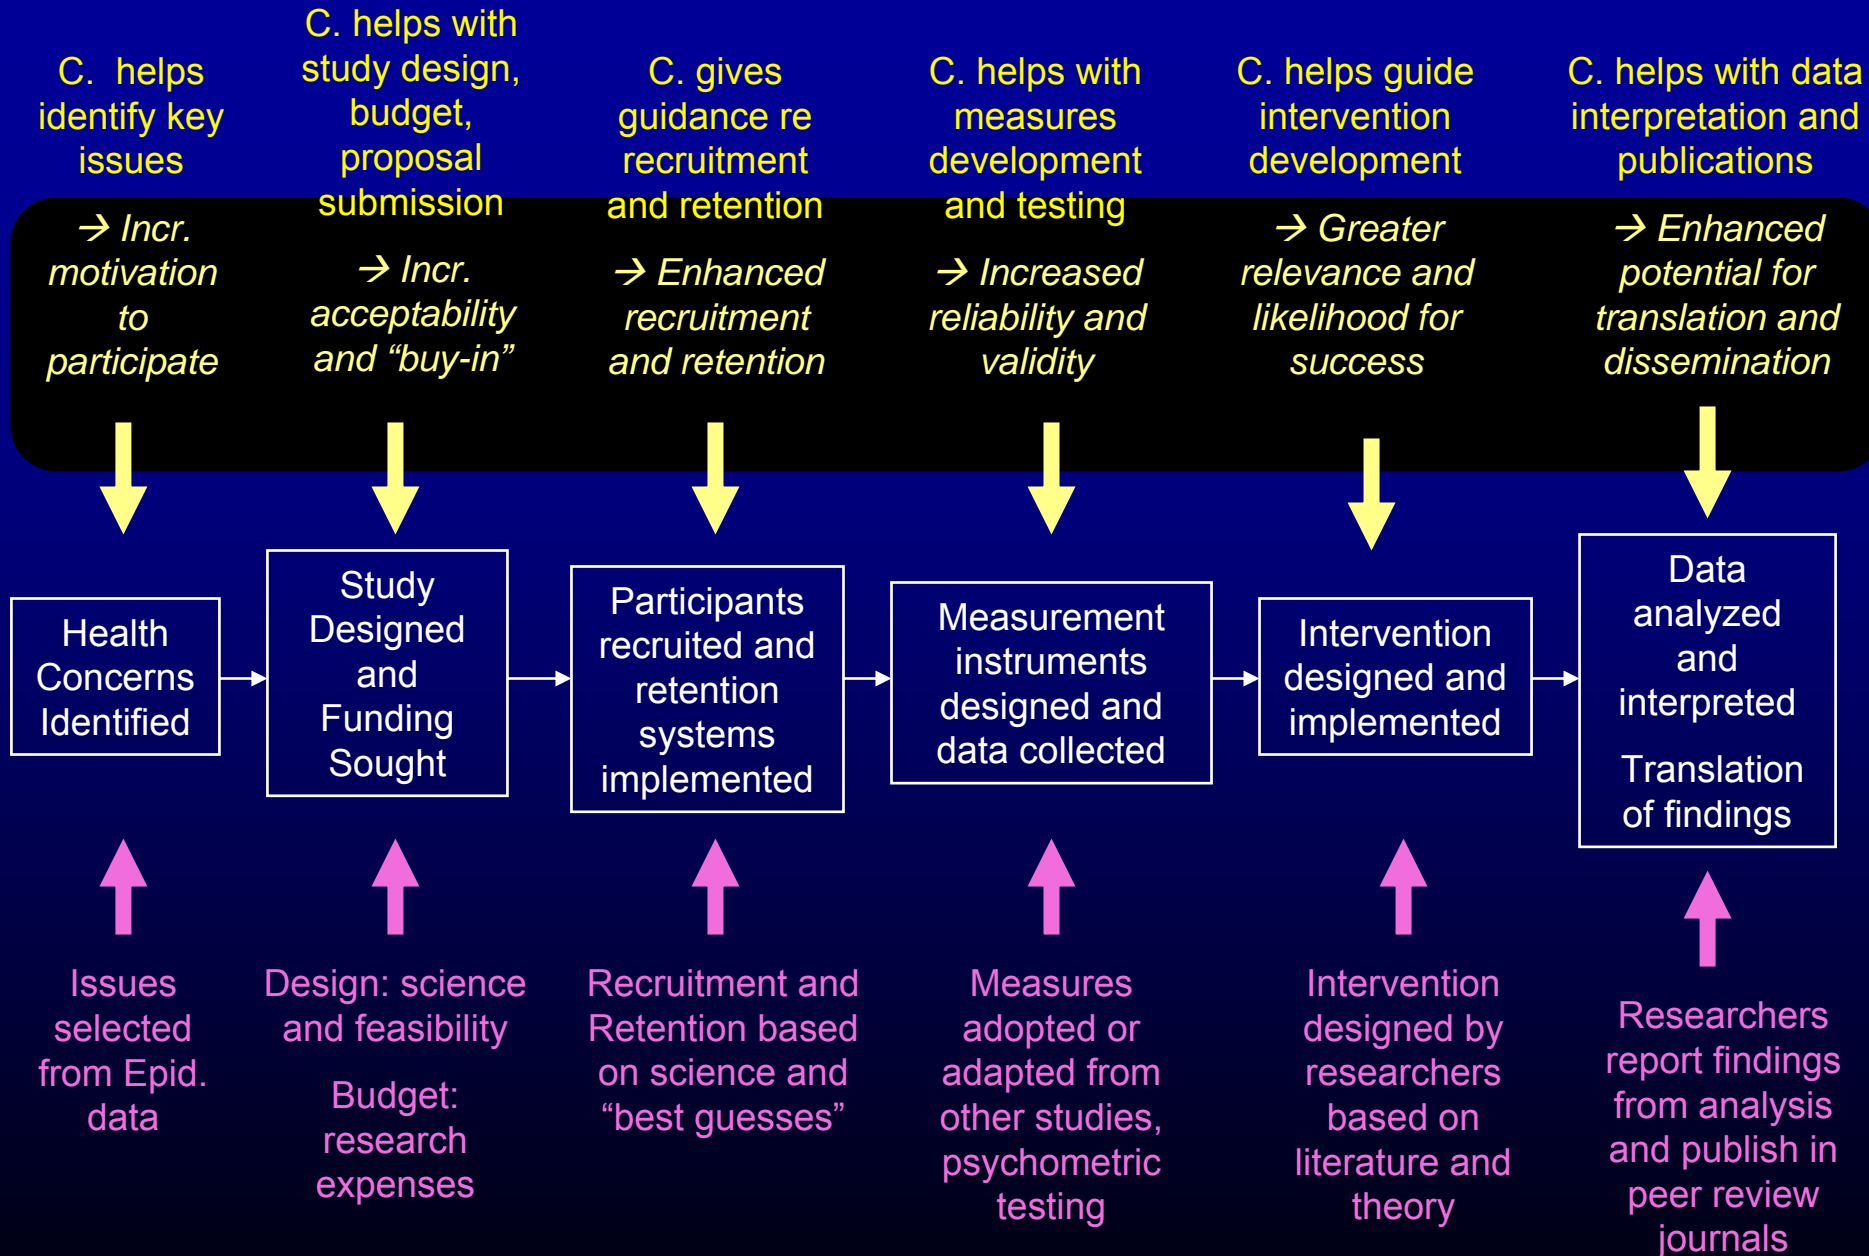 C. helps
identify key
issues
→ Incr.
motivation
to
participate
C. helps with
study design,
budget,
proposal
submission
→ Incr.
acceptability
and “buy-in”
C. gives
guidance re
recruitment
and retention
→ Enhanced
recruitment
and retention
C. helps with
measures
development
and testing
→ Increased
reliability and
validity
C. helps guide
intervention
development
→ Greater
relevance and
likelihood for
success
C. helps with data
interpretation and
publications
→ Enhanced
potential for
translation and
dissemination
Health
Concerns
Identified
Study
Designed
and
Funding
Sought
Participants
recruited and
retention
systems
implemented
Measurement
instruments
designed and
data collected
Intervention
designed and
implemented
Data
analyzed
and
interpreted
Translation
of findings
Issues
selected
from Epid.
data
Design: science
and feasibility
Budget:
research
expenses
Recruitment and
Retention based
on science and
“best guesses”
Measures
adopted or
adapted from
other studies,
psychometric
testing
Intervention
designed by
researchers
based on
literature and
theory
Researchers
report findings
from analysis
and publish in
peer review
journals